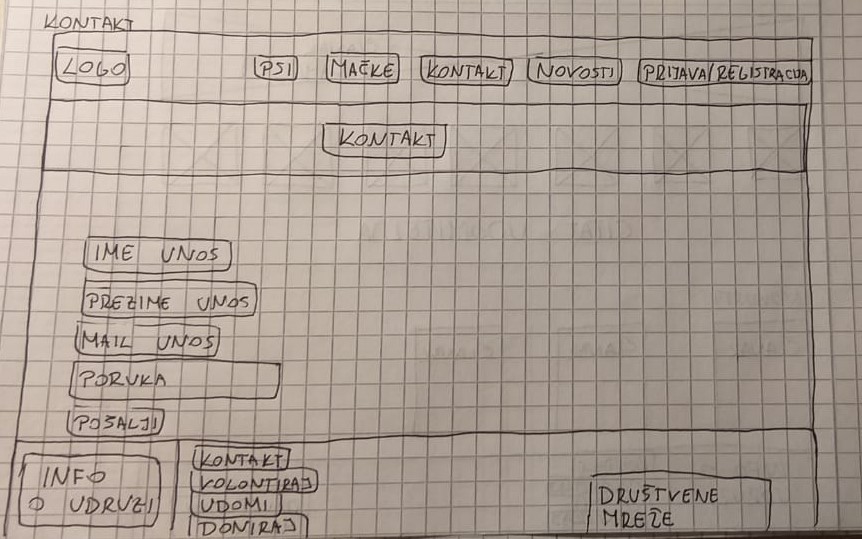 KONTAKT
LOGO PSI MAČKE KONTAKT NOVOSTI PRIJAVA/REGISTRACIJA
KONTAKT
IME UNOS
PREZIME UNOS
MAIL UNOS
PORUKA
POŠALJI
INFO
O UDRUZI
KONTAKT
VOLONTIRAJ
UDOMI
DONIRAJ
DRUŠTVENE
MREŽE